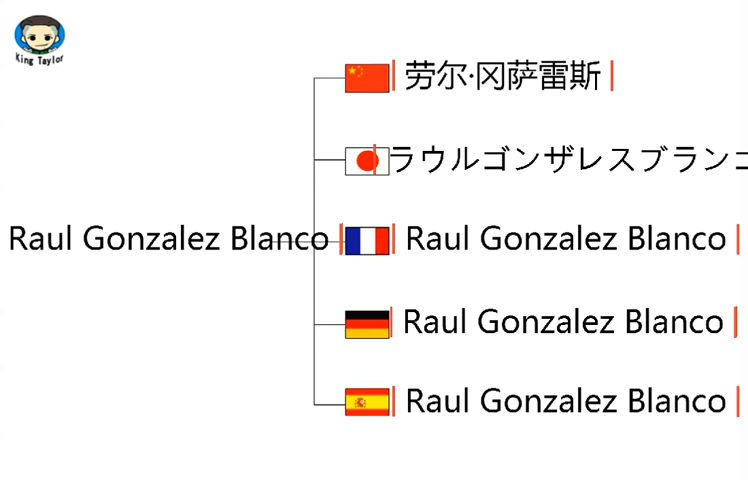 King Taylor
劳尔·冈萨雷斯
ラウルゴンザレスブランコ
Raul Gonzalez Blanco
Raul Gonzalez Blanco
Raul Gonzalez Blanco
Raul Gonzalez Blanco